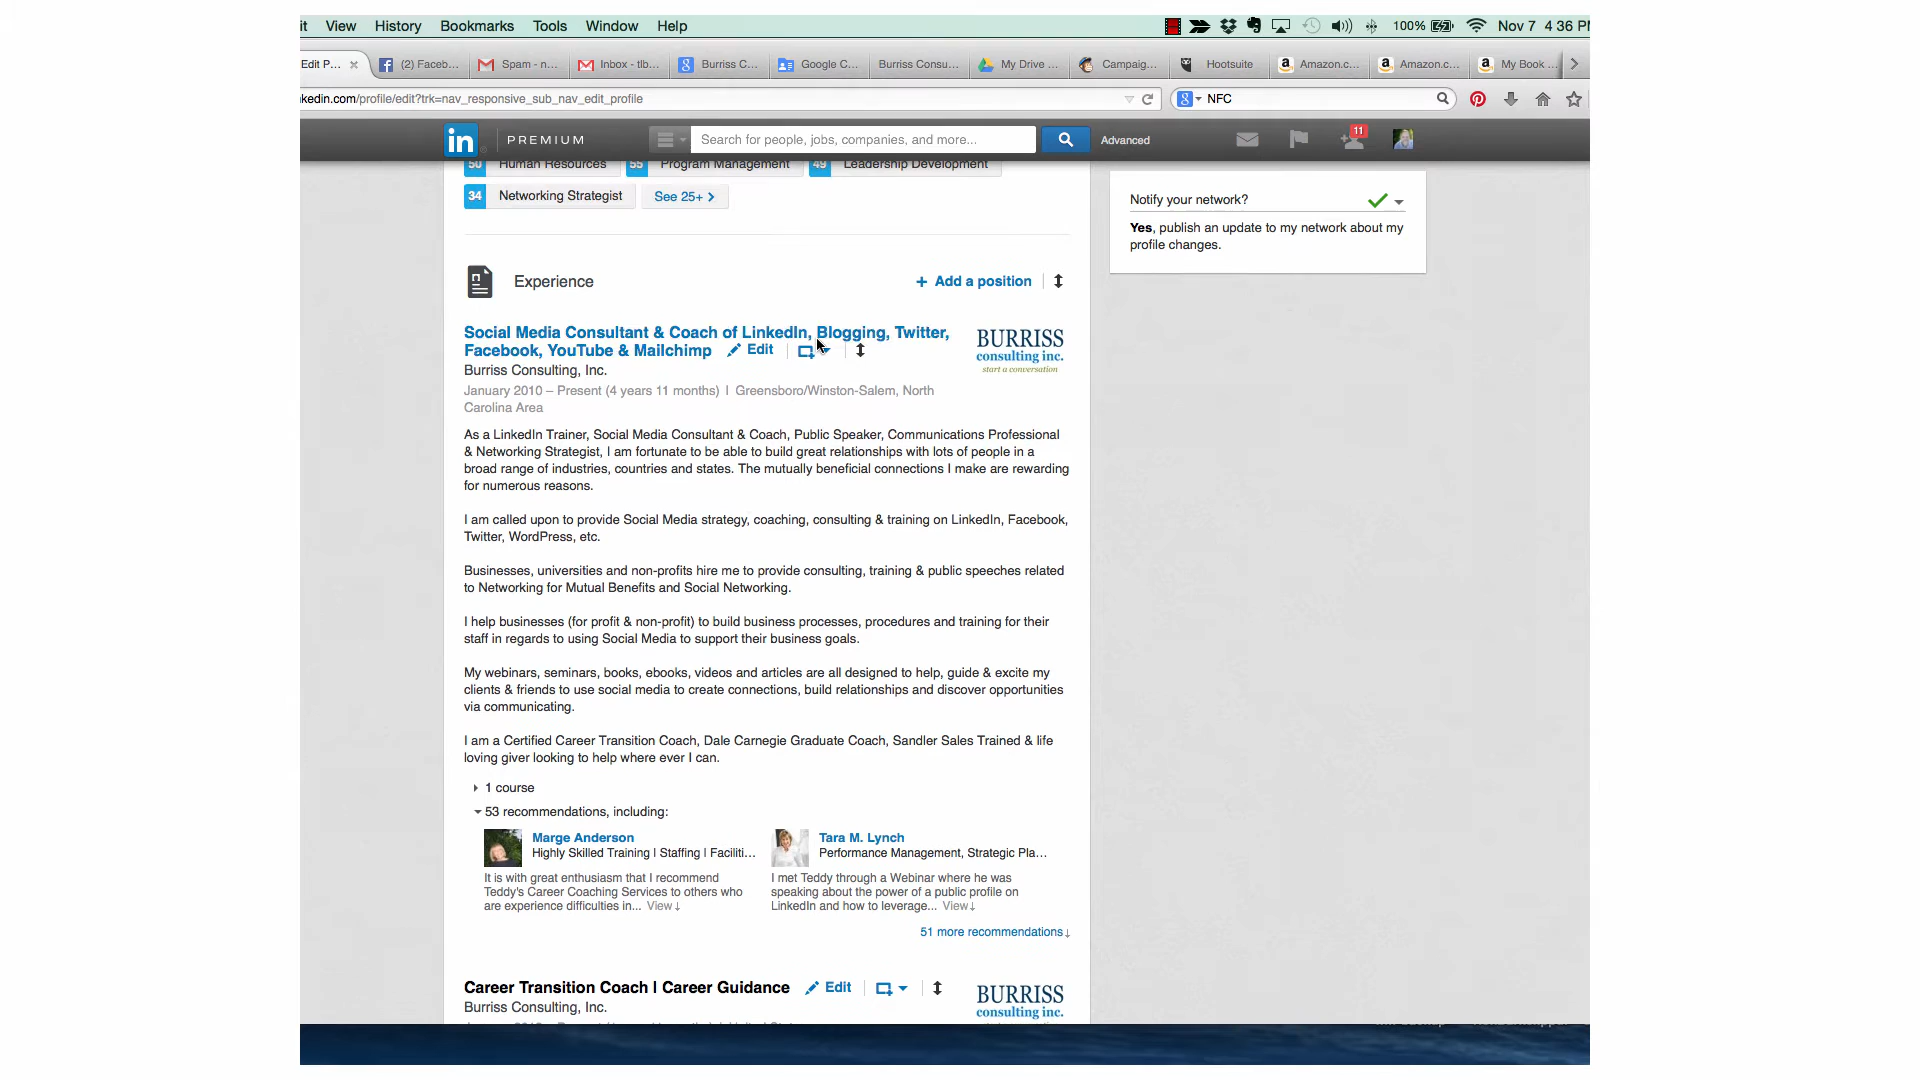 it View History Bookmarks Tools Window Help 100% Nov 7 4:36 PM
Edit P... (2) Faceb... Spam - n... Inbox - tlb... Burriss C... Google C... Burriss Consu... My Drive ... Campaig... Hootsuite Amazon.c... Amazon.c... My Book ...
kedin.com/profile/edit?trk=nav_responsive_sub_nav_edit_profile NFC
in PREMIUM Search for people, jobs, companies, and more... Advanced 11
50 Human Resources 55 Program Management 49 Leadership Development
34 Networking Strategist See 25+
Notify your network?
Yes, publish an update to my network about my
profile changes.
Experience + Add a position
Social Media Consultant & Coach of LinkedIn, Blogging, Twitter,
Facebook, YouTube & Mailchimp Edit
BURRISS
consulting inc.
start a conversation
Burriss Consulting, Inc.
January 2010 – Present (4 years 11 months) | Greensboro/Winston-Salem, North
Carolina Area
As a LinkedIn Trainer, Social Media Consultant & Coach, Public Speaker, Communications Professional
& Networking Strategist, I am fortunate to be able to build great relationships with lots of people in a
broad range of industries, countries and states. The mutually beneficial connections I make are rewarding
for numerous reasons.
I am called upon to provide Social Media strategy, coaching, consulting & training on LinkedIn, Facebook,
Twitter, WordPress, etc.
Businesses, universities and non-profits hire me to provide consulting, training & public speeches related
to Networking for Mutual Benefits and Social Networking.
I help businesses (for profit & non-profit) to build business processes, procedures and training for their
staff in regards to using Social Media to support their business goals.
My webinars, seminars, books, ebooks, videos and articles are all designed to help, guide & excite my
clients & friends to use social media to create connections, build relationships and discover opportunities
via communicating.
I am a Certified Career Transition Coach, Dale Carnegie Graduate Coach, Sandler Sales Trained & life
loving giver looking to help where ever I can.
1 course
53 recommendations, including:
Marge Anderson
Highly Skilled Training | Staffing | Faciliti...
It is with great enthusiasm that I recommend
Teddy's Career Coaching Services to others who
are experience difficulties in... View↓
Tara M. Lynch
Performance Management, Strategic Pla...
I met Teddy through a Webinar where he was
speaking about the power of a public profile on
LinkedIn and how to leverage... View↓
51 more recommendations↓
Career Transition Coach | Career Guidance Edit
Burriss Consulting, Inc.
BURRISS
consulting inc.